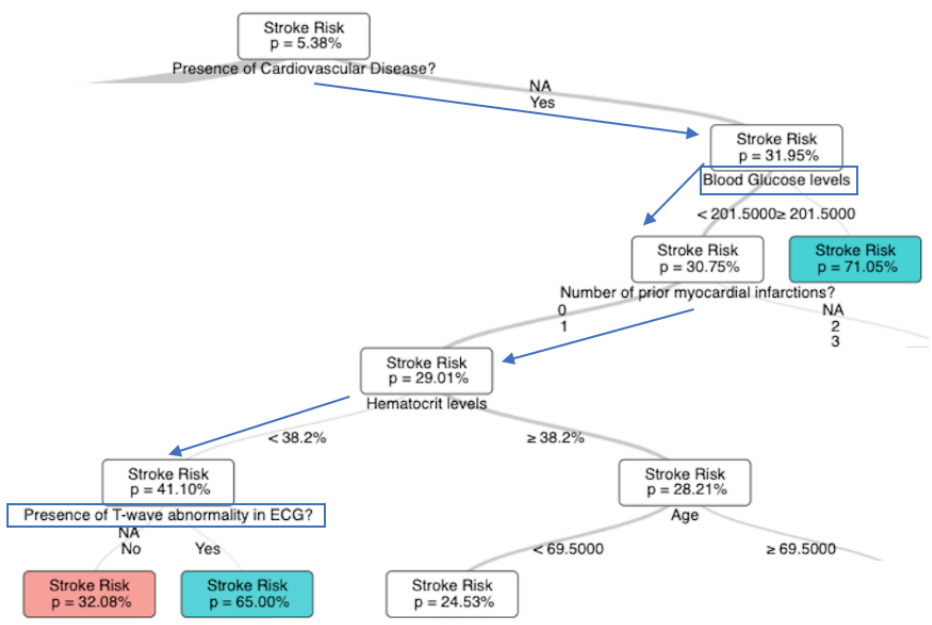 Stroke Risk
p = 5.38%
Presence of Cardiovascular Disease?
NA
Yes
Stroke Risk
p = 31.95%
Blood Glucose levels
< 201.5000≥ 201.5000
Stroke Risk
p = 30.75%
Stroke Risk
p = 71.05%
Number of prior myocardial infarctions?
0
1
NA
2
3
Stroke Risk
p = 29.01%
Hematocrit levels
< 38.2%
≥ 38.2%
Stroke Risk
p = 41.10%
Stroke Risk
p = 28.21%
Presence of T-wave abnormality in ECG?
Age
NA
No
Yes
< 69.5000
≥ 69.5000
Stroke Risk
p = 32.08%
Stroke Risk
p = 65.00%
Stroke Risk
p = 24.53%